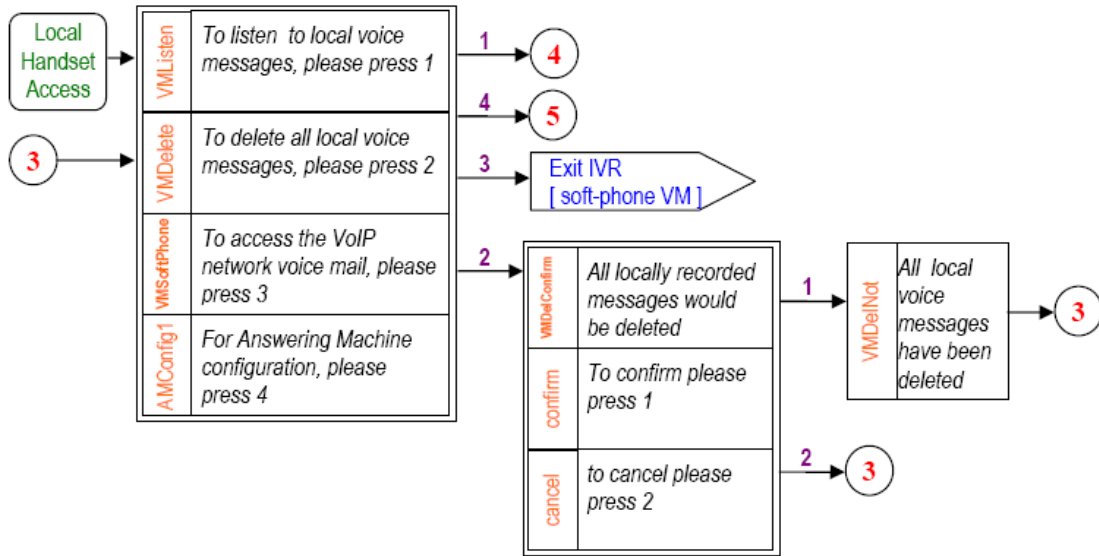 Local
Handset
Access
3
VMListen
To listen to local voice
messages, please press 1
VMDelete
To delete all local voice
messages, please press 2
VMSoftPhone
To access the VoIP
network voice mail, please
press 3
AMConfig1
For Answering Machine
configuration, please
press 4
1
4
4
5
3
Exit IVR
[ soft-phone VM ]
2
VMDelConfirm
All locally recorded
messages would
be deleted
confirm
To confirm please
press 1
cancel
to cancel please
press 2
1
VMDelNot
All local
voice
messages
have been
deleted
3
2
3